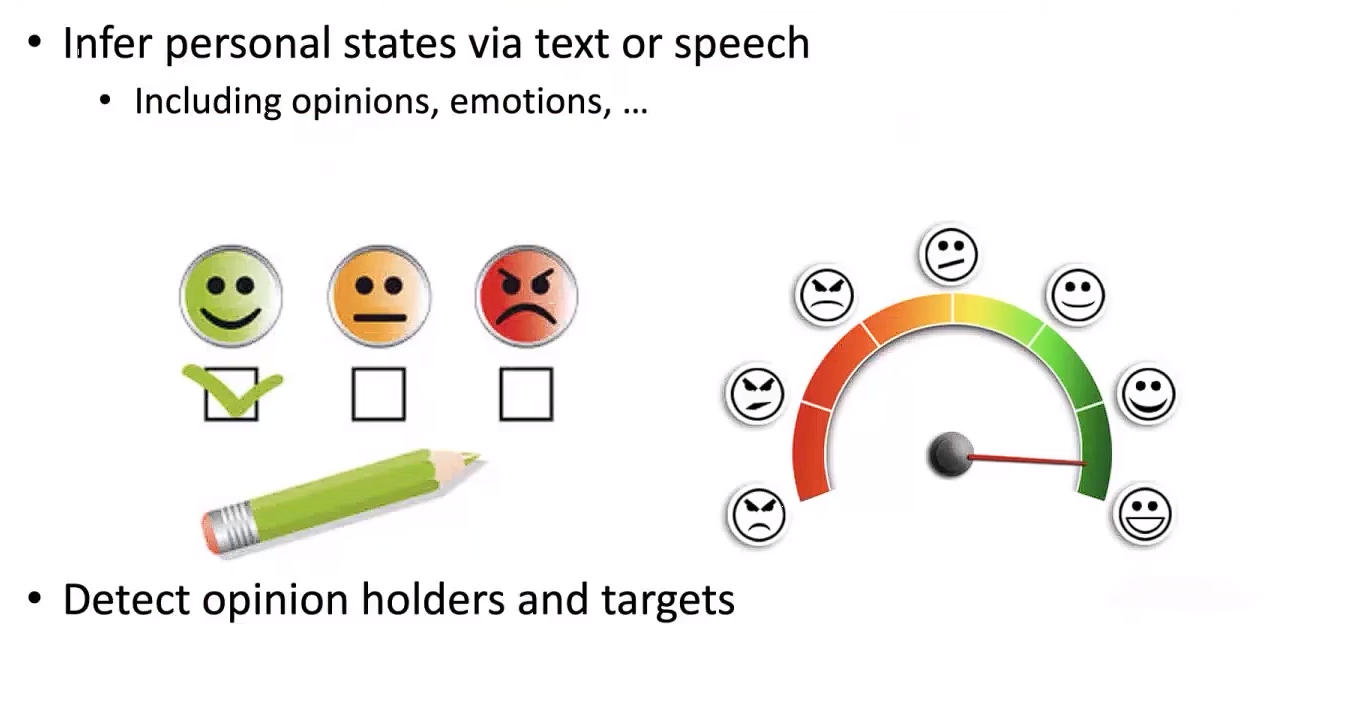 • Infer personal states via text or speech
• Including opinions, emotions, …
• Detect opinion holders and targets